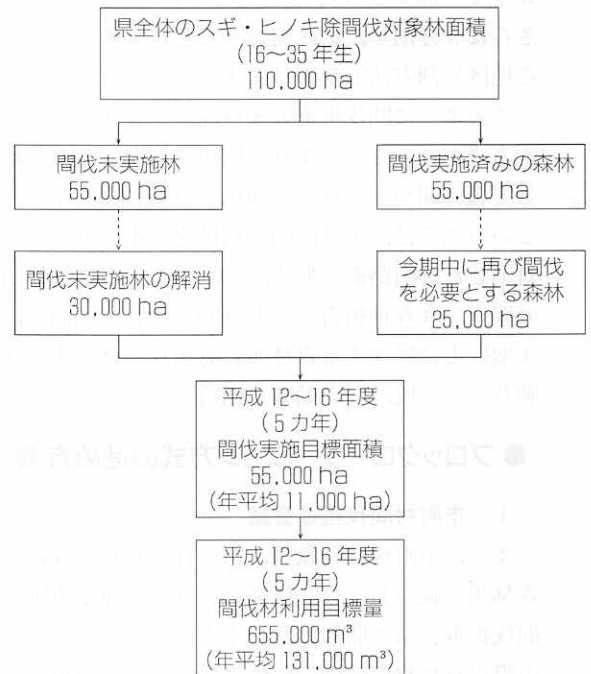 県全体のスギ・ヒノキ除間伐対象林面積
(16〜35年生)
110,000 ha
間伐未実施林
55,000 ha
間伐実施済みの森林
55,000 ha
間伐未実施林の解消
30,000 ha
今期中に再び間伐
を必要とする森林
25,000 ha
平成12〜16年度
(5カ年)
間伐実施目標面積
55,000 ha
(年平均11,000 ha)
平成12〜16年度
(5カ年)
間伐材利用目標量
655,000 m³
(年平均131,000 m³)